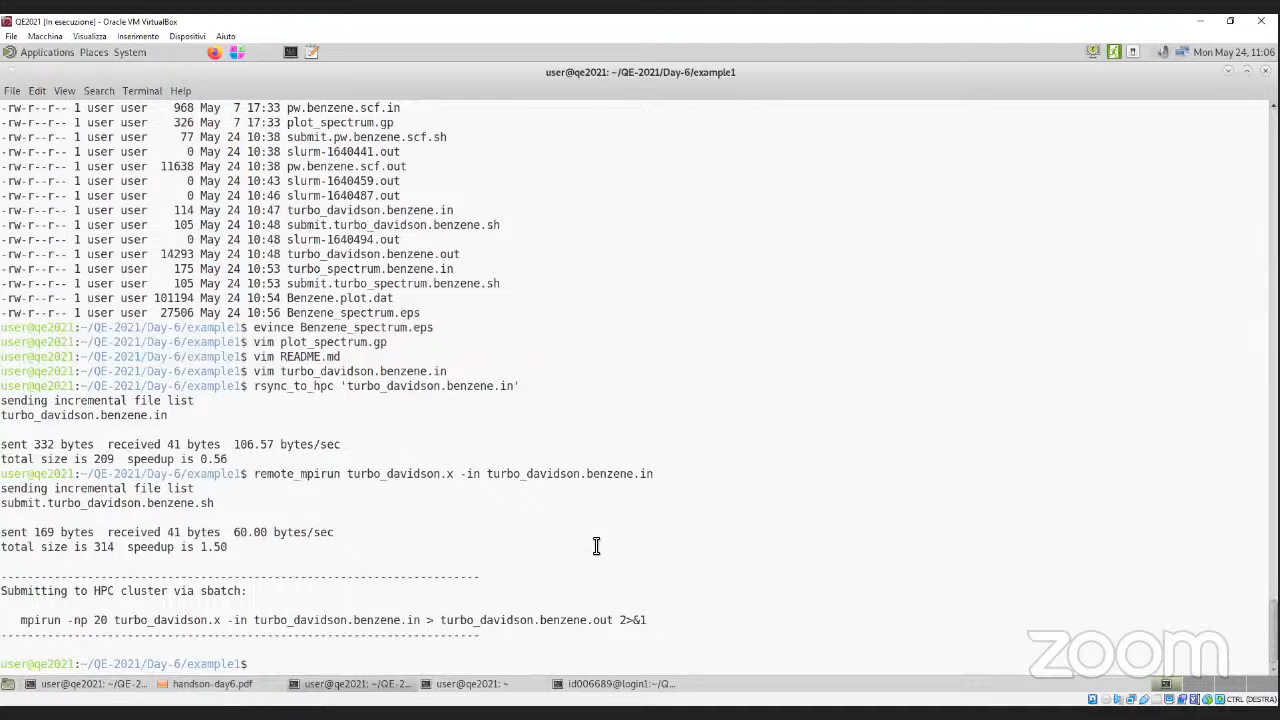 QE2021 [In esecuzione] - Oracle VM VirtualBox
File Macchina Visualizza Inserimento Dispositivi Aiuto
Applications Places System
Mon May 24, 11:06
user@qe2021: ~/QE-2021/Day-6/example1
File Edit View Search Terminal Help
-rw-r--r-- 1 user user 968 May 7 17:33 pw.benzene.scf.in
-rw-r--r-- 1 user user 326 May 7 17:33 plot_spectrum.gp
-rw-r--r-- 1 user user 77 May 24 10:38 submit.pw.benzene.scf.sh
-rw-r--r-- 1 user user 0 May 24 10:38 slurm-1640441.out
-rw-r--r-- 1 user user 11638 May 24 10:38 pw.benzene.scf.out
-rw-r--r-- 1 user user 0 May 24 10:43 slurm-1640459.out
-rw-r--r-- 1 user user 0 May 24 10:46 slurm-1640487.out
-rw-r--r-- 1 user user 114 May 24 10:47 turbo_davidson.benzene.in
-rw-r--r-- 1 user user 105 May 24 10:48 submit.turbo_davidson.benzene.sh
-rw-r--r-- 1 user user 0 May 24 10:48 slurm-1640494.out
-rw-r--r-- 1 user user 14293 May 24 10:48 turbo_davidson.benzene.out
-rw-r--r-- 1 user user 175 May 24 10:53 turbo_spectrum.benzene.in
-rw-r--r-- 1 user user 105 May 24 10:53 submit.turbo_spectrum.benzene.sh
-rw-r--r-- 1 user user 101194 May 24 10:54 Benzene.plot.dat
-rw-r--r-- 1 user user 27506 May 24 10:56 Benzene_spectrum.eps
user@qe2021:~/QE-2021/Day-6/example1$ evince Benzene_spectrum.eps
user@qe2021:~/QE-2021/Day-6/example1$ vim plot_spectrum.gp
user@qe2021:~/QE-2021/Day-6/example1$ vim README.md
user@qe2021:~/QE-2021/Day-6/example1$ vim turbo_davidson.benzene.in
user@qe2021:~/QE-2021/Day-6/example1$ rsync_to_hpc 'turbo_davidson.benzene.in'
sending incremental file list
turbo_davidson.benzene.in
sent 332 bytes received 41 bytes 106.57 bytes/sec
total size is 209 speedup is 0.56
user@qe2021:~/QE-2021/Day-6/example1$ remote_mpirun turbo_davidson.x -in turbo_davidson.benzene.in
sending incremental file list
submit.turbo_davidson.benzene.sh
sent 169 bytes received 41 bytes 60.00 bytes/sec
total size is 314 speedup is 1.50
-----------------------------------------------------------------------
Submitting to HPC cluster via sbatch:
mpirun -np 20 turbo_davidson.x -in turbo_davidson.benzene.in > turbo_davidson.benzene.out 2>&1
-----------------------------------------------------------------------
user@qe2021:~/QE-2021/Day-6/example1$
zoom
user@qe2021: ~/QE-2... handson-day6.pdf user@qe2021: ~/QE-2... user@qe2021: ~ id006689@login1:~/Q...
CTRL (DESTRA)